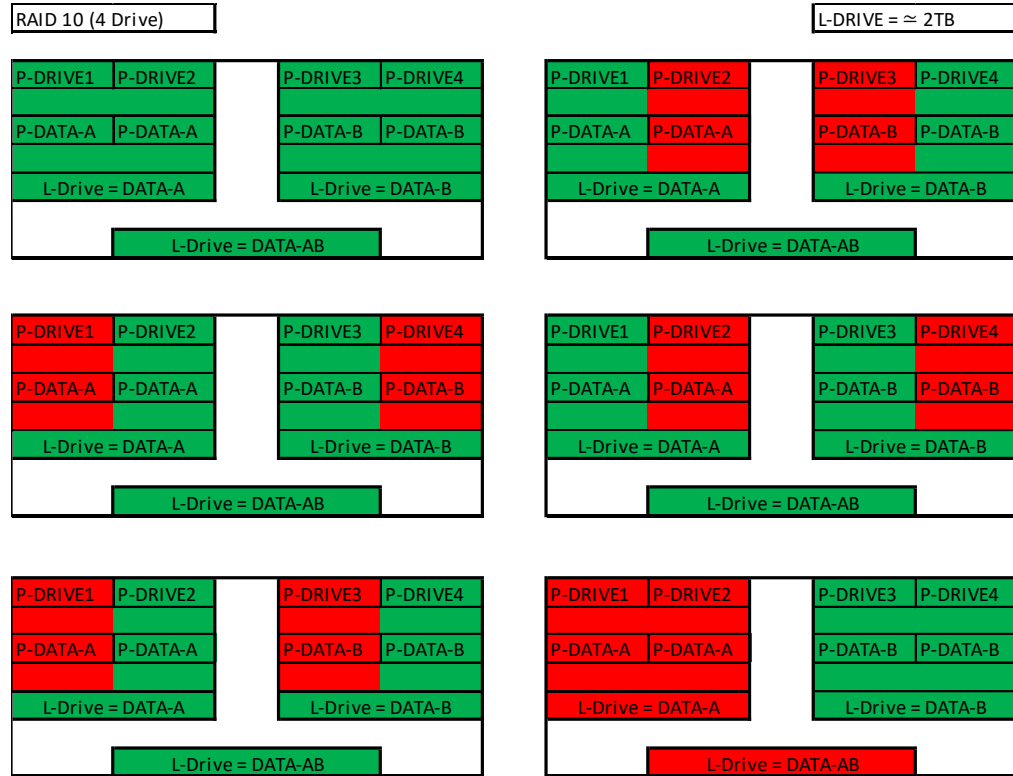 RAID 10 (4 Drive) L-DRIVE = ≃ 2TB
P-DRIVE1 P-DRIVE2 P-DRIVE3 P-DRIVE4 P-DRIVE1 P-DRIVE2 P-DRIVE3 P-DRIVE4
P-DATA-A P-DATA-A P-DATA-B P-DATA-B P-DATA-A P-DATA-A P-DATA-B P-DATA-B
L-Drive = DATA-A L-Drive = DATA-B L-Drive = DATA-A L-Drive = DATA-B
L-Drive = DATA-AB L-Drive = DATA-AB
P-DRIVE1 P-DRIVE2 P-DRIVE3 P-DRIVE4 P-DRIVE1 P-DRIVE2 P-DRIVE3 P-DRIVE4
P-DATA-A P-DATA-A P-DATA-B P-DATA-B P-DATA-A P-DATA-A P-DATA-B P-DATA-B
L-Drive = DATA-A L-Drive = DATA-B L-Drive = DATA-A L-Drive = DATA-B
L-Drive = DATA-AB L-Drive = DATA-AB
P-DRIVE1 P-DRIVE2 P-DRIVE3 P-DRIVE4 P-DRIVE1 P-DRIVE2 P-DRIVE3 P-DRIVE4
P-DATA-A P-DATA-A P-DATA-B P-DATA-B P-DATA-A P-DATA-A P-DATA-B P-DATA-B
L-Drive = DATA-A L-Drive = DATA-B L-Drive = DATA-A L-Drive = DATA-B
L-Drive = DATA-AB L-Drive = DATA-AB